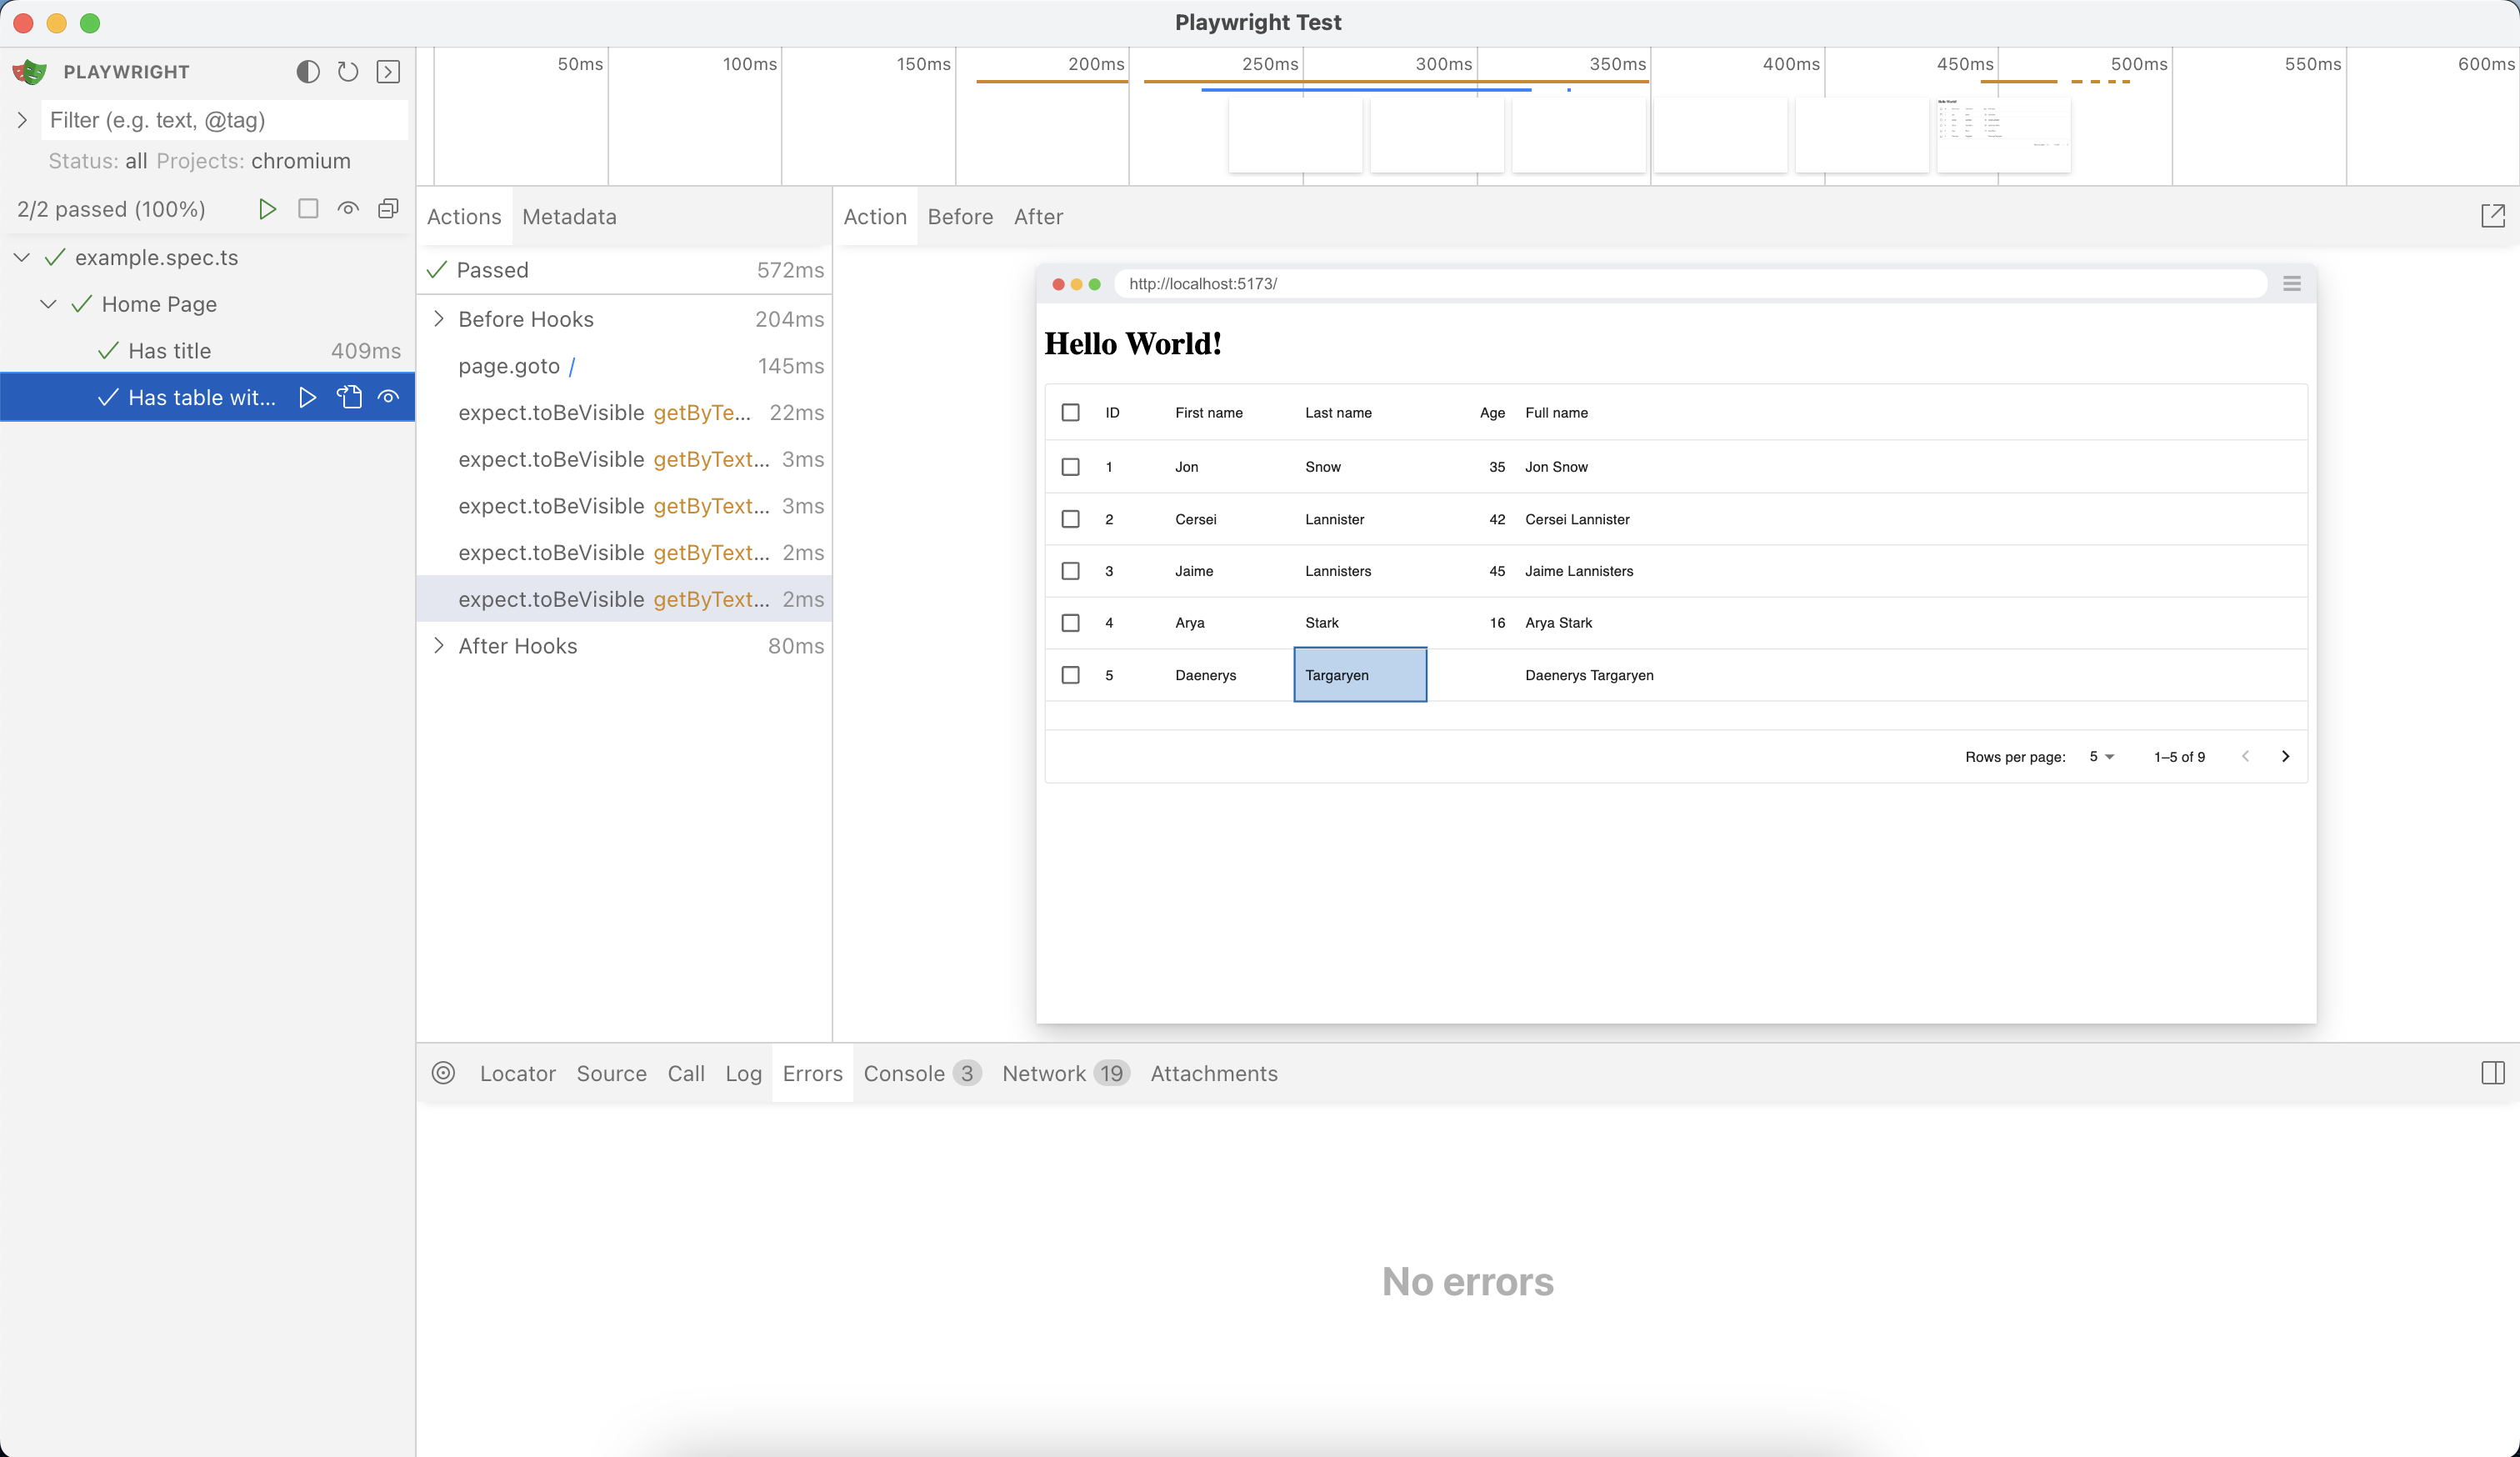 Playwright Test
PLAYWRIGHT
Filter (e.g. text, @tag)
Status: all Projects: chromium
2/2 passed (100%)
example.spec.ts
Home Page
Has title 409ms
Has table wit...
50ms 100ms 150ms 200ms 250ms 300ms 350ms 400ms 450ms 500ms 550ms 600ms
Actions Metadata
Passed 572ms
Before Hooks 204ms
page.goto / 145ms
expect.toBeVisible getByTe... 22ms
expect.toBeVisible getByText... 3ms
expect.toBeVisible getByText... 3ms
expect.toBeVisible getByText... 2ms
expect.toBeVisible getByText... 2ms
After Hooks 80ms
Action Before After
http://localhost:5173/
Hello World!
ID First name Last name Age Full name
1 Jon Snow 35 Jon Snow
2 Cersei Lannister 42 Cersei Lannister
3 Jaime Lannisters 45 Jaime Lannisters
4 Arya Stark 16 Arya Stark
5 Daenerys Targaryen Daenerys Targaryen
Rows per page: 5 1–5 of 9
Locator Source Call Log Errors Console 3 Network 19 Attachments
No errors